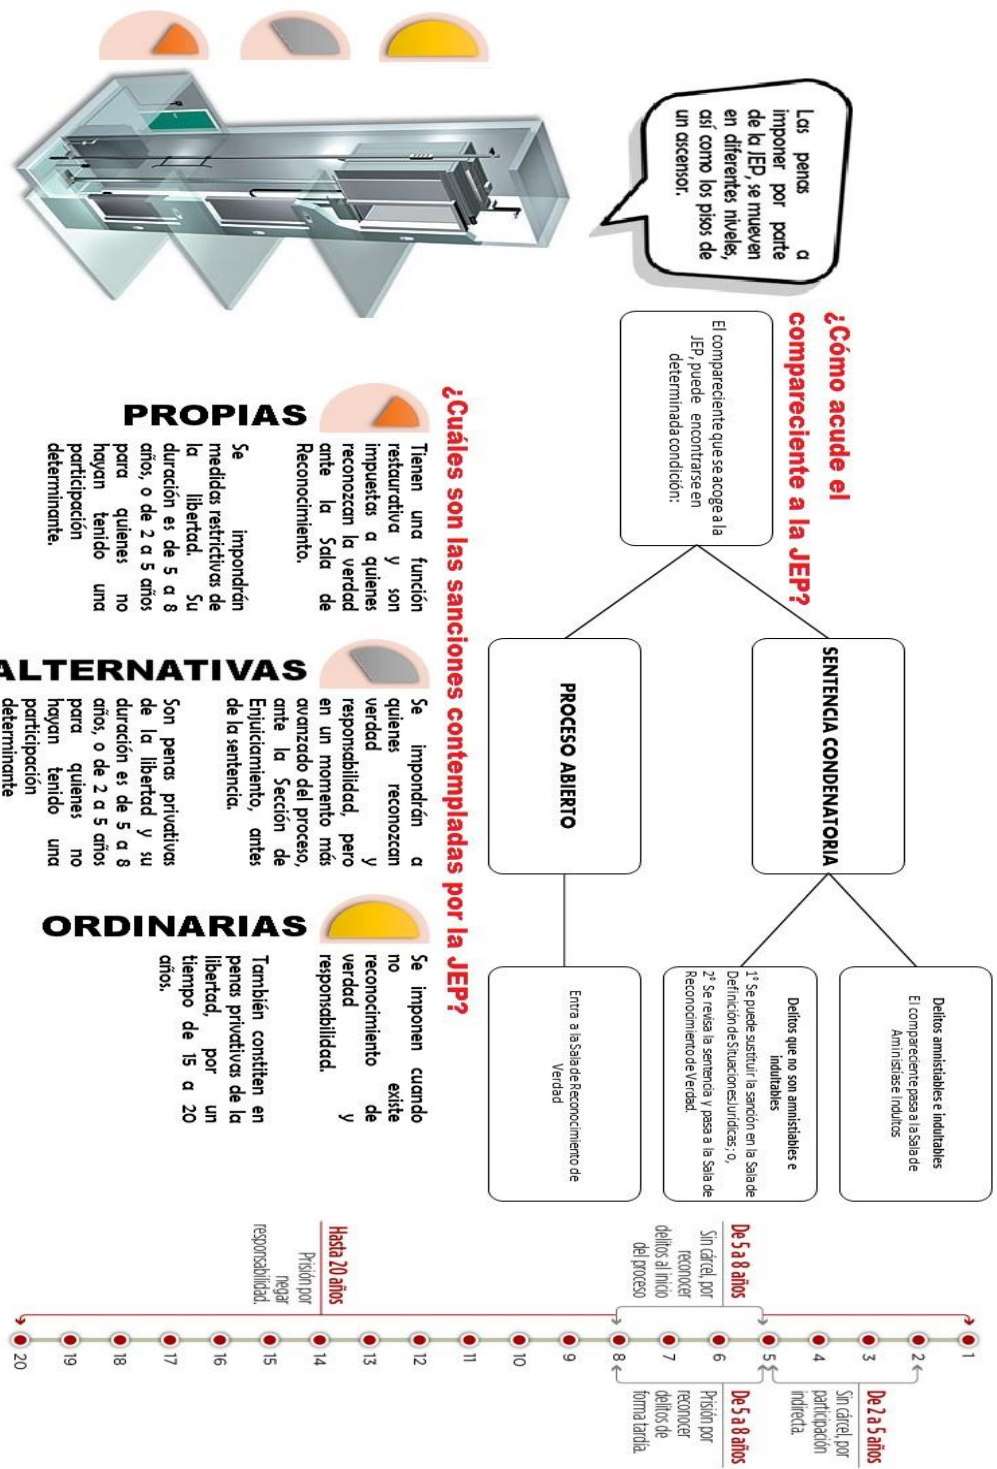 Las penas a
imponer por parte
de la JEP, se mueven
en diferentes niveles,
así como los pisos de
un ascensor.
¿Cómo acude el
compareciente a la JEP?
El compareciente que se acoge a la
JEP, puede encontrarse en
determinada condición:
SENTENCIA CONDENATORIA
PROCESO ABIERTO
Delitos amnistiables e indultables
El compareciente pasa a la Sala de
Aministíase Indultos
Delitos que no son amnistiables e
indultables
1° Se puede sustituir la sanción en la Sala de
Definición de Situaciones Jurídicas; o,
2° Se revisa la sentencia y pasa a la Sala de
Reconocimiento de Verdad.
Entra a la Sala de Reconocimiento de
Verdad
¿Cuáles son las sanciones contempladas por la JEP?
PROPIAS
Tienen una función
restaurativa y son
impuestas a quienes
reconozcan la verdad
ante la Sala de
Reconocimiento.
Se impondrán
medidas restrictivas de
la libertad. Su
duración es de 5 a 8
años, o de 2 a 5 años
para quienes no
hayan tenido una
participación
determinante.
ALTERNATIVAS
Se impondrán a
quienes reconozcan
verdad y
responsabilidad, pero
en un momento más
avanzado del proceso,
ante la Sección de
Enjuiciamiento, antes
de la sentencia.
Son penas privativas
de la libertad y su
duración es de 5 a 8
años, o de 2 a 5 años
para quienes no
hayan tenido una
participación
determinante
ORDINARIAS
Se imponen cuando
no existe
reconocimiento de
verdad y
responsabilidad.
También constiten en
penas privativas de la
libertad, por un
tiempo de 15 a 20
años.
De 2 a 5 años
Sin cárcel, por
participación
indirecta.
De 5 a 8 años
Prisión por
reconocer
delitos de
forma tardía.
1
2
3
4
5
6
7
8
9
10
11
12
13
14
15
16
17
18
19
20
De 5 a 8 años
Sin cárcel, por
reconocer
delitos al inicio
del proceso
Hasta 20 años
Prisión por
negar
responsabilidad.